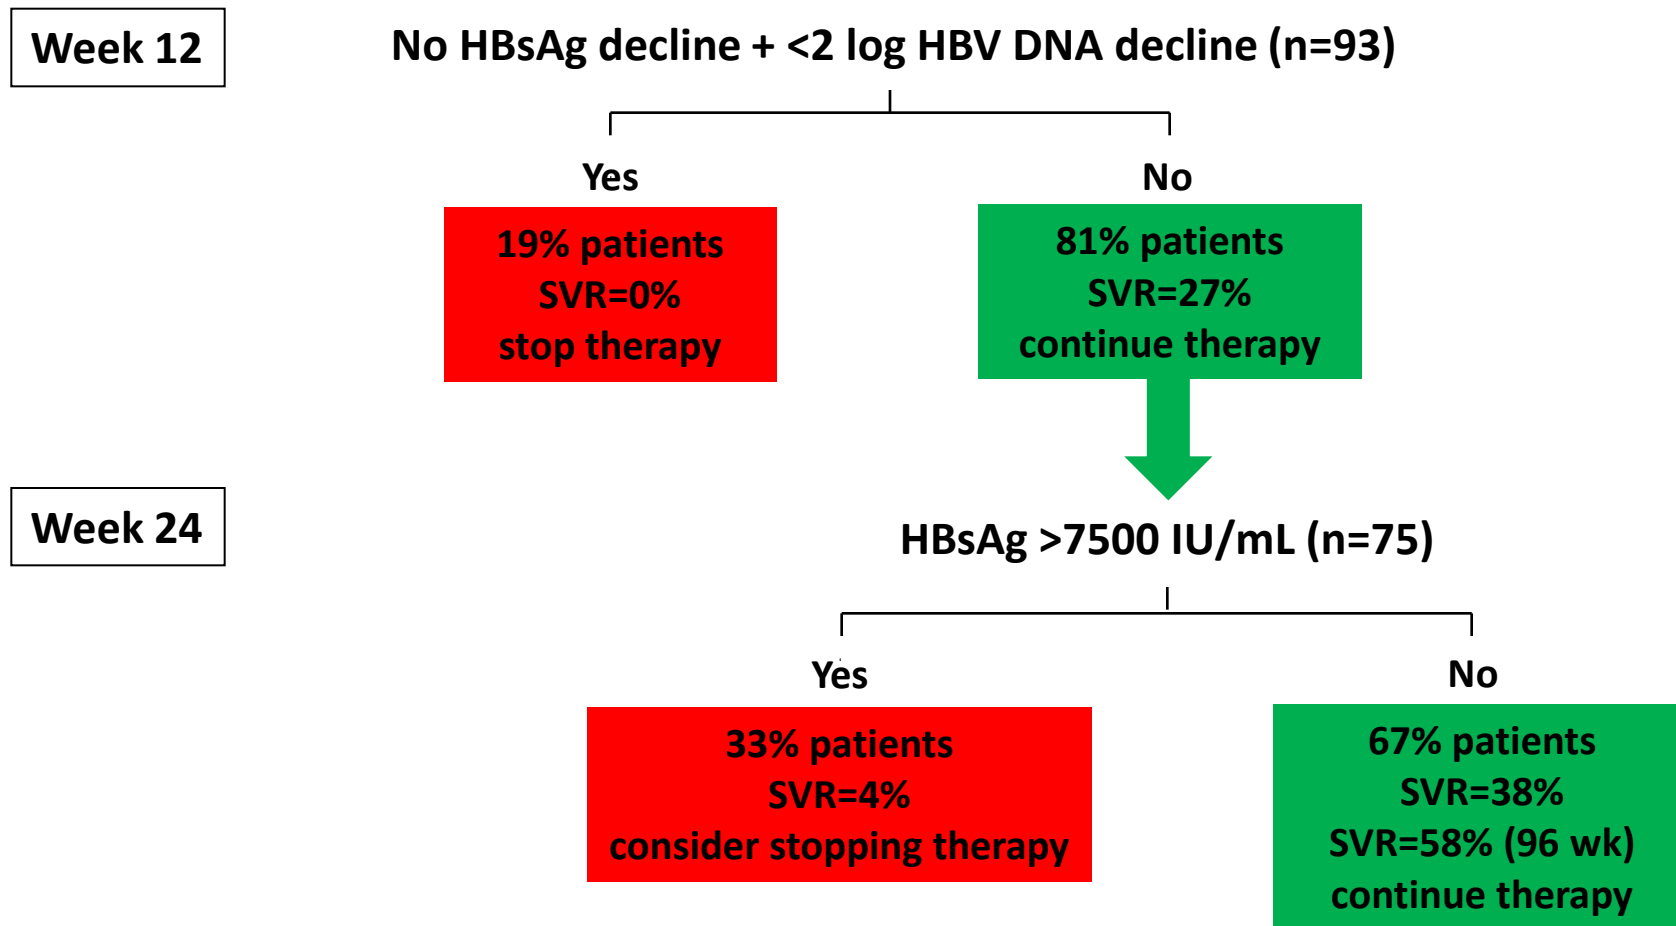 Week 12
No HBsAg decline + <2 log HBV DNA decline (n=93)
Yes
No
19% patients
SVR=0%
stop therapy
81% patients
SVR=27%
continue therapy
Week 24
HBsAg >7500 IU/mL (n=75)
Yes
No
33% patients
SVR=4%
consider stopping therapy
67% patients
SVR=38%
SVR=58% (96 wk)
continue therapy